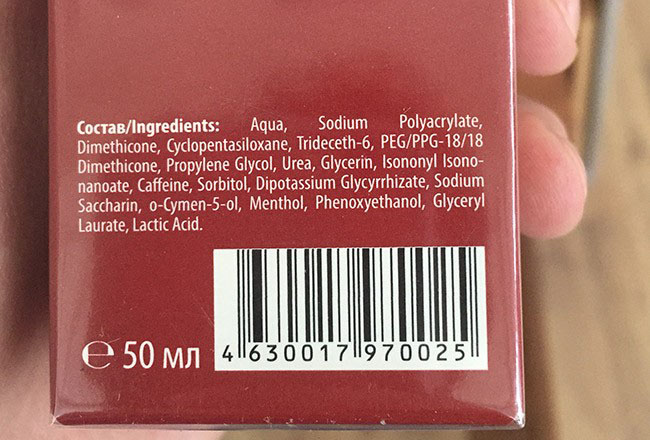 Состав/Ingredients: Aqua, Sodium Polyacrylate,
Dimethicone, Cyclopentasiloxane, Trideceth-6, PEG/PPG-18/18
Dimethicone, Propylene Glycol, Urea, Glycerin, Isononyl Isono-
nanoate, Caffeine, Sorbitol, Dipotassium Glycyrrhizate, Sodium
Saccharin, o-Cymen-5-ol, Menthol, Phenoxyethanol, Glyceryl
Laurate, Lactic Acid.
℮ 50 мл
4 630017 970025